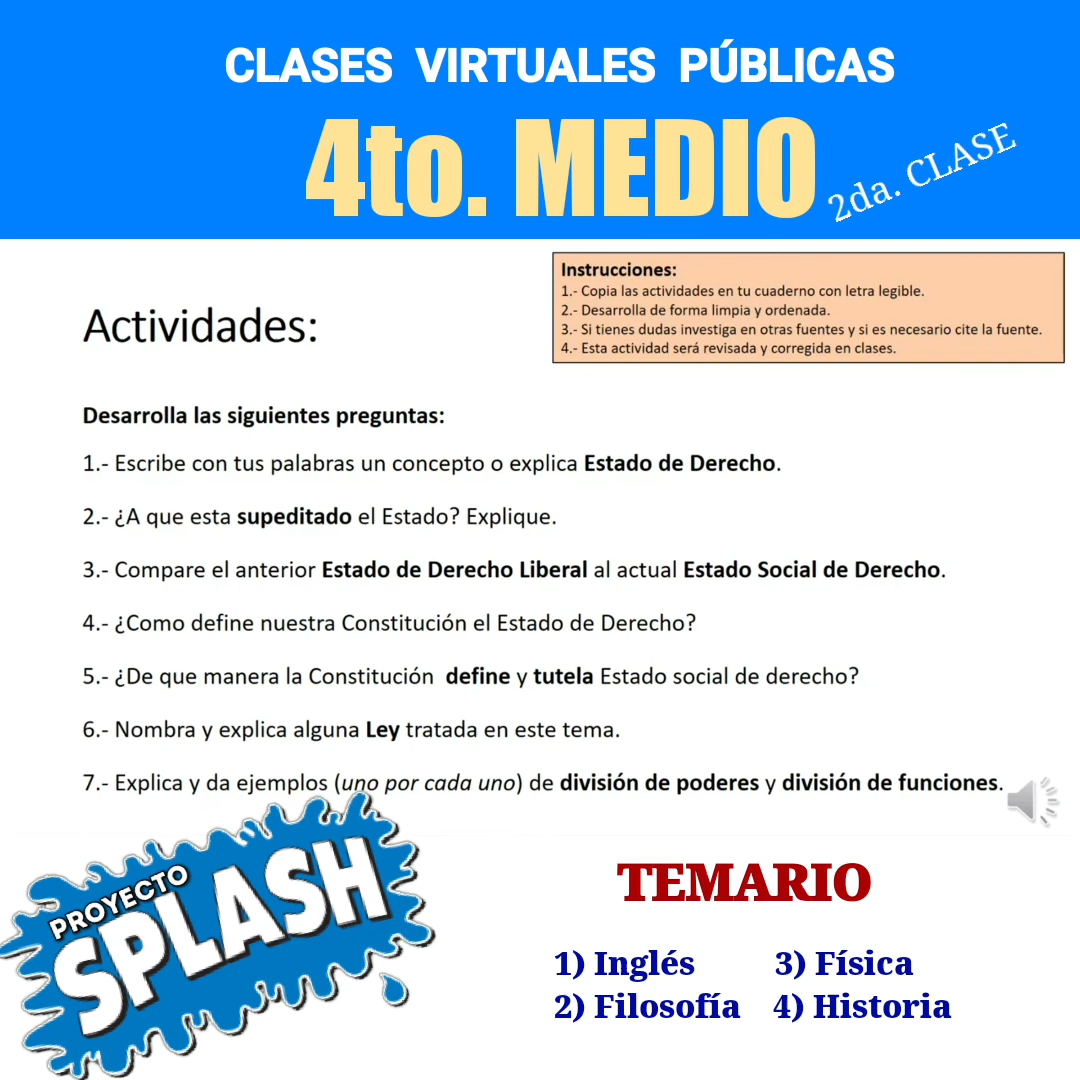 CLASES VIRTUALES PÚBLICAS
4to. MEDIO
2da. CLASE
Instrucciones:
1.- Copia las actividades en tu cuaderno con letra legible.
2.- Desarrolla de forma limpia y ordenada.
3.- Si tienes dudas investiga en otras fuentes y si es necesario cite la fuente.
4.- Esta actividad será revisada y corregida en clases.
Actividades:
Desarrolla las siguientes preguntas:
1.- Escribe con tus palabras un concepto o explica Estado de Derecho.
2.- ¿A que esta supeditado el Estado? Explique.
3.- Compare el anterior Estado de Derecho Liberal al actual Estado Social de Derecho.
4.- ¿Como define nuestra Constitución el Estado de Derecho?
5.- ¿De que manera la Constitución define y tutela Estado social de derecho?
6.- Nombra y explica alguna Ley tratada en este tema.
7.- Explica y da ejemplos (uno por cada uno) de división de poderes y división de funciones.
PROYECTO
SPLASH
TEMARIO
1) Inglés 3) Física
2) Filosofía 4) Historia